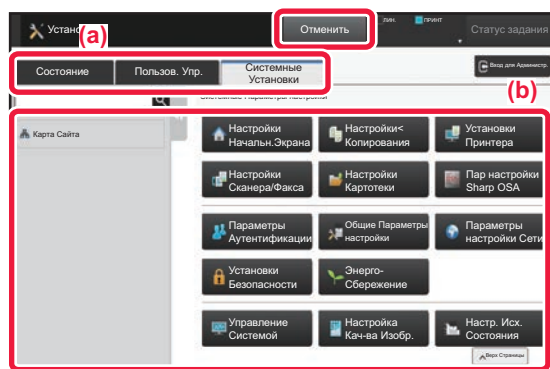 Устано
(a)
Отменить
ЛИН.
ПРИНТ
Статус задания
Состояние
Пользов. Упр.
Системные
Установки
Вход для Администр.
(b)
Системные Параметры настройки
Карта Сайта
Настройки
Начальн.Экрана
Настройки<
Копирования
Установки
Принтера
Настройки
Сканера/Факса
Настройки
Картотеки
Пар настройки
Sharp OSA
Параметры
Аутентификации
Общие Параметры
настройки
Параметры
настройки Сети
Установки
Безопасности
Энерго-
Сбережение
Управление
Системой
Настройка
Кач-ва Изобр.
Настр. Исх.
Состояния
Верх Страницы